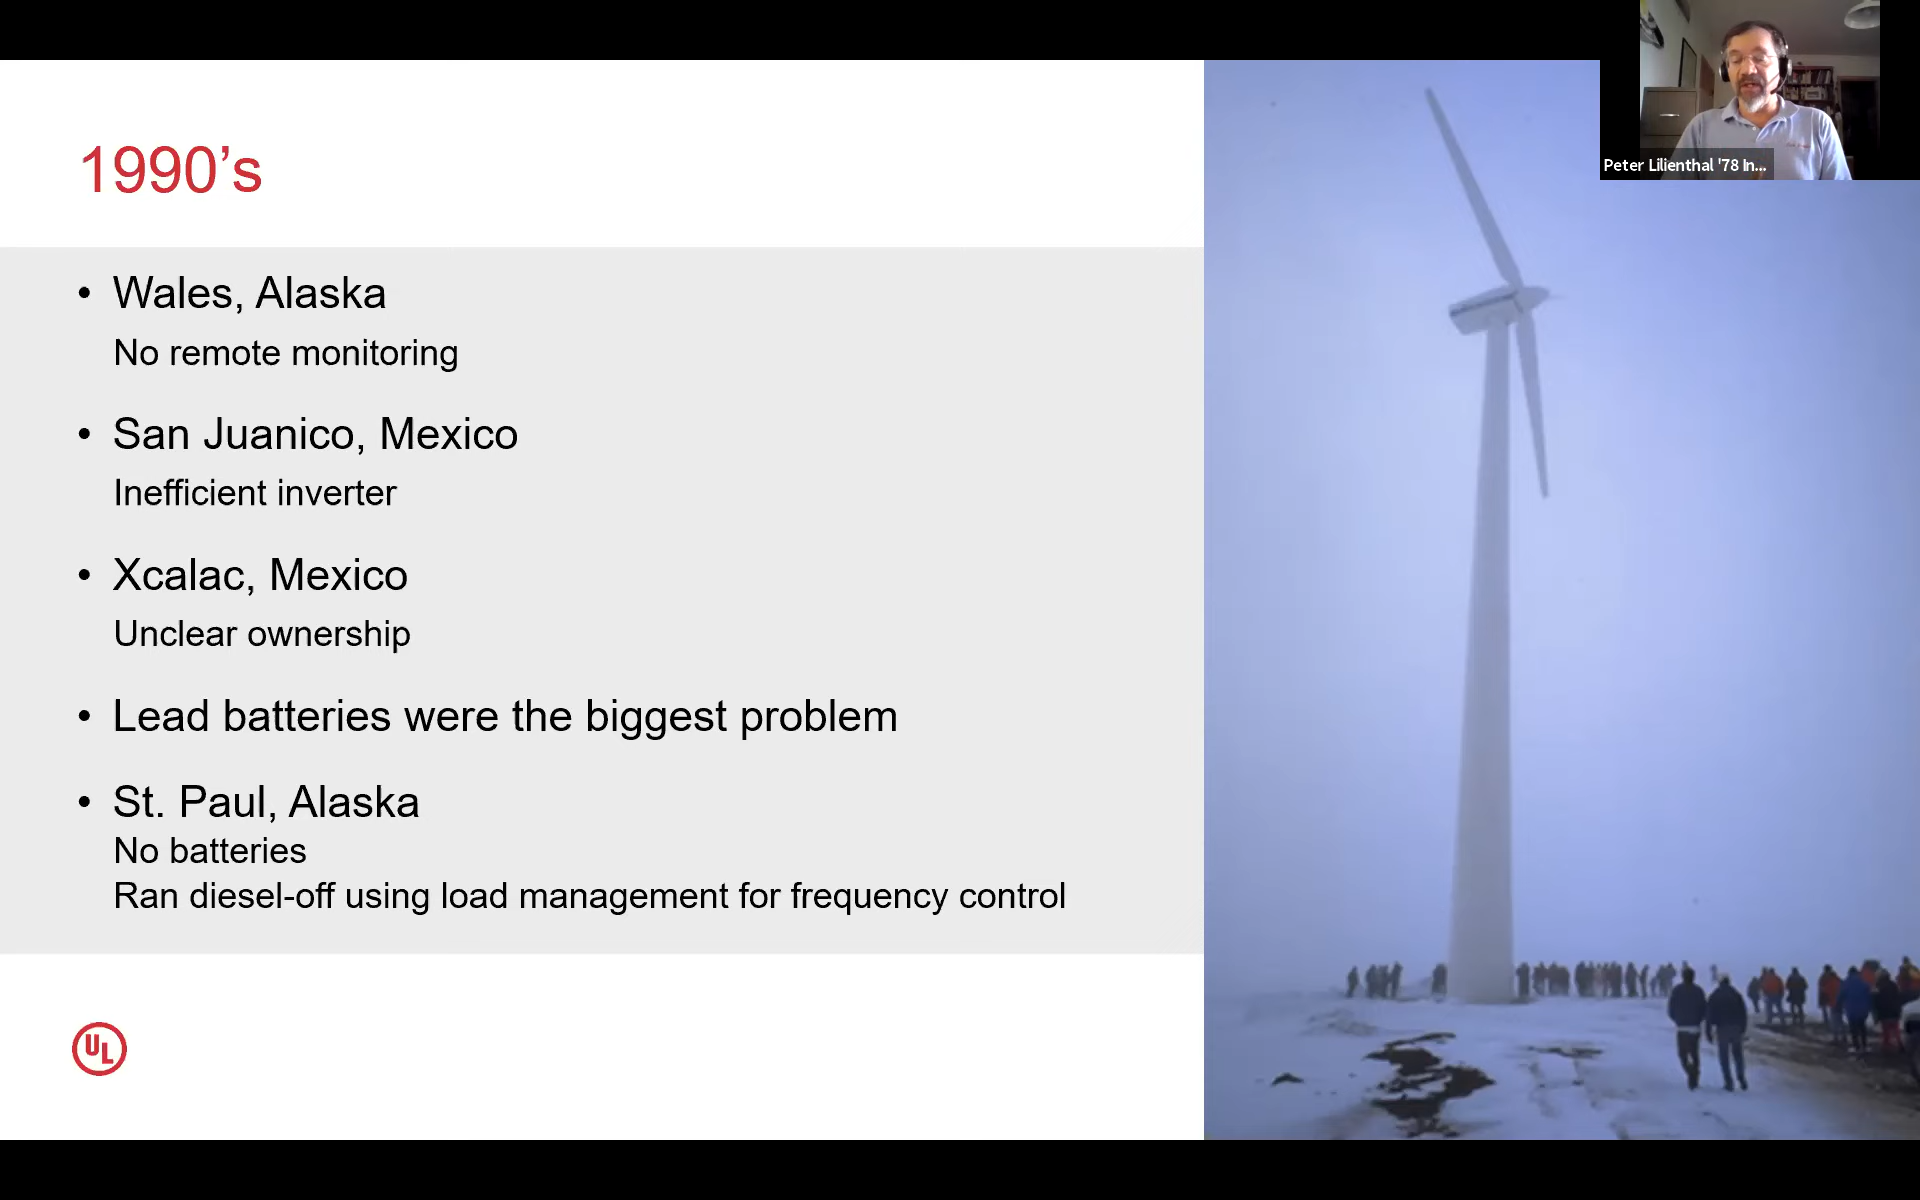 Peter Lilienthal '78 In...
1990’s
• Wales, Alaska
No remote monitoring
• San Juanico, Mexico
Inefficient inverter
• Xcalac, Mexico
Unclear ownership
• Lead batteries were the biggest problem
• St. Paul, Alaska
No batteries
Ran diesel-off using load management for frequency control
UL